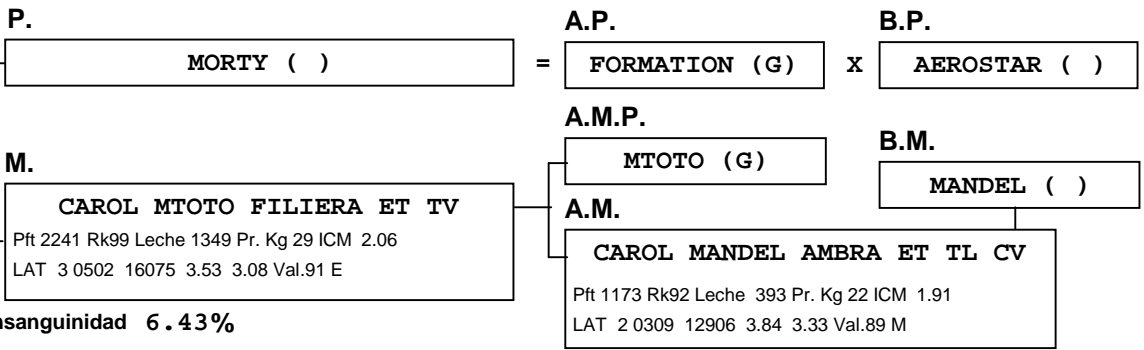 P.
A.P.
B.P.
MORTY ( )
=
FORMATION (G)
X
AEROSTAR ( )
A.M.P.
MTOTO (G)
B.M.
MANDEL ( )
M.
CAROL MTOTO FILIERA ET TV
Pft 2241 Rk99 Leche 1349 Pr. Kg 29 ICM 2.06
LAT 3 0502 16075 3.53 3.08 Val.91 E
A.M.
CAROL MANDEL AMBRA ET TL CV
Pft 1173 Rk92 Leche 393 Pr. Kg 22 ICM 1.91
LAT 2 0309 12906 3.84 3.33 Val.89 M
nsanguinidad 6.43%